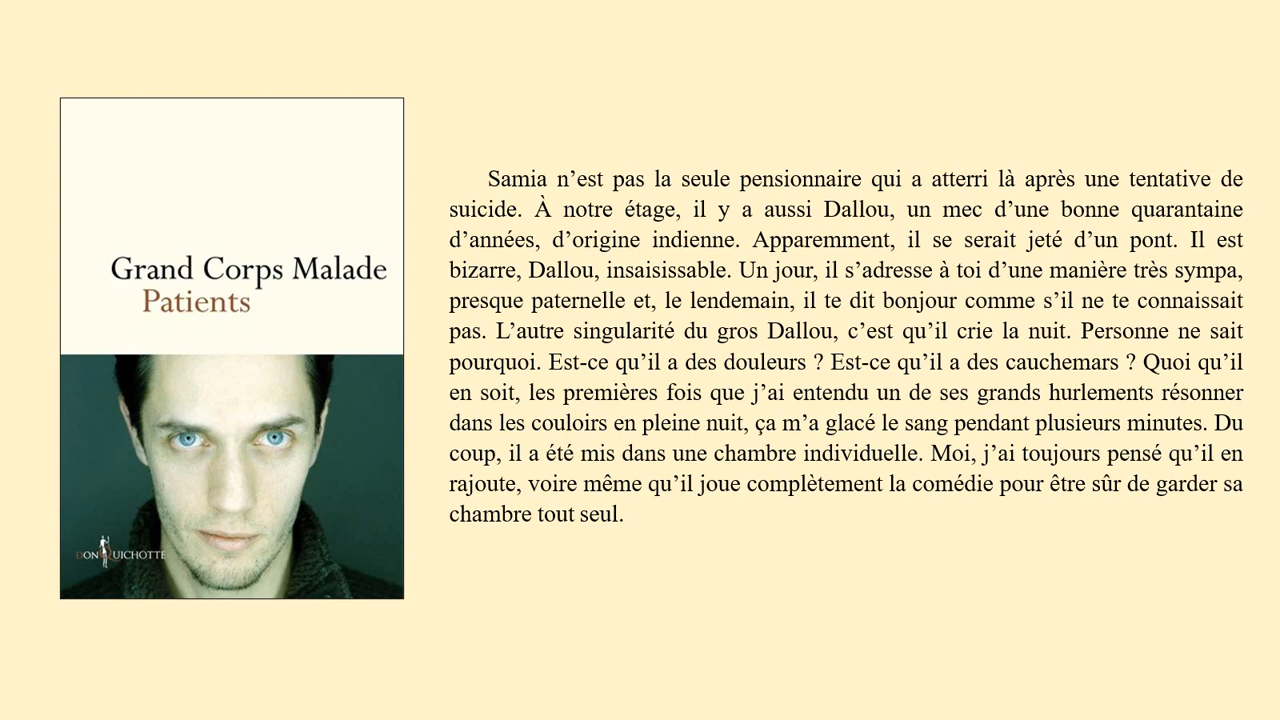 Grand Corps Malade
Patients
DONQUICHOTTE
Samia n’est pas la seule pensionnaire qui a atterri là après une tentative de
suicide. À notre étage, il y a aussi Dallou, un mec d’une bonne quarantaine
d’années, d’origine indienne. Apparemment, il se serait jeté d’un pont. Il est
bizarre, Dallou, insaisissable. Un jour, il s’adresse à toi d’une manière très sympa,
presque paternelle et, le lendemain, il te dit bonjour comme s’il ne te connaissait
pas. L’autre singularité du gros Dallou, c’est qu’il crie la nuit. Personne ne sait
pourquoi. Est-ce qu’il a des douleurs ? Est-ce qu’il a des cauchemars ? Quoi qu’il
en soit, les premières fois que j’ai entendu un de ses grands hurlements résonner
dans les couloirs en pleine nuit, ça m’a glacé le sang pendant plusieurs minutes. Du
coup, il a été mis dans une chambre individuelle. Moi, j’ai toujours pensé qu’il en
rajoute, voire même qu’il joue complètement la comédie pour être sûr de garder sa
chambre tout seul.